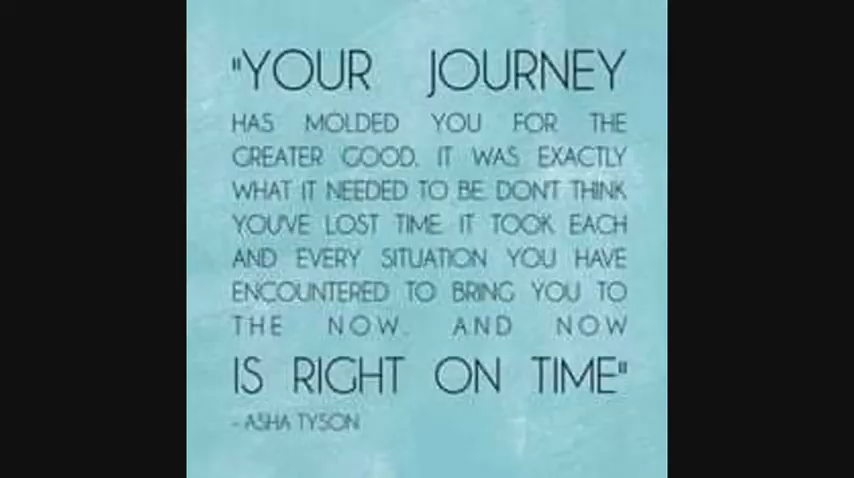 "YOUR JOURNEY
HAS MOLDED YOU FOR THE
GREATER GOOD. IT WAS EXACTLY
WHAT IT NEEDED TO BE. DON'T THINK
YOU'VE LOST TIME. IT TOOK EACH
AND EVERY SITUATION YOU HAVE
ENCOUNTERED TO BRING YOU TO
THE NOW. AND NOW
IS RIGHT ON TIME"
- ASHA TYSON